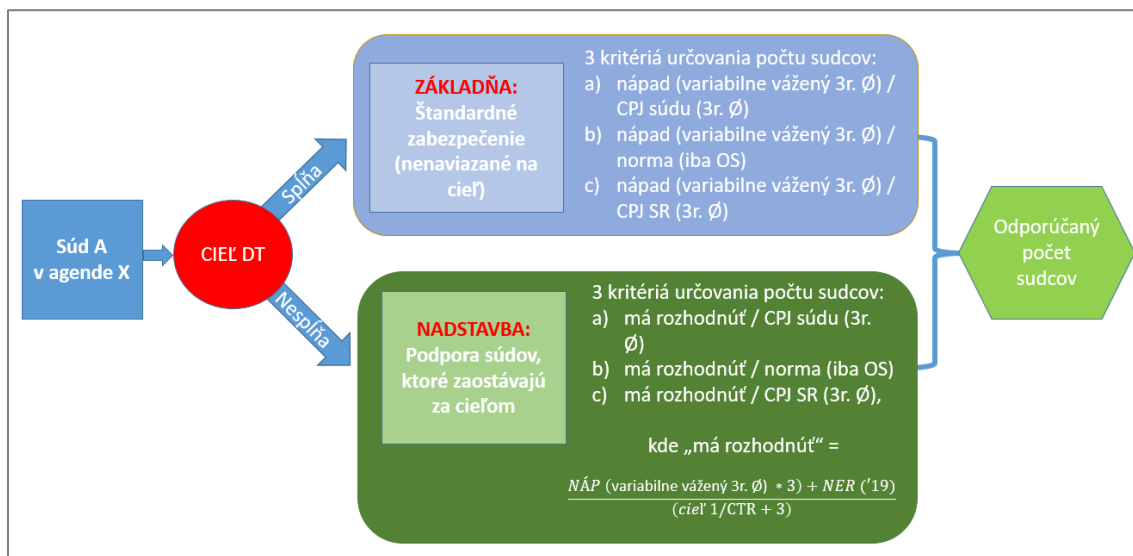 Súd A
v agende X
CIEĽ DT
Spĺňa
Nespĺňa
ZÁKLADŇA:
Štandardné
zabezpečenie
(nenaviazané na
cieľ)
3 kritériá určovania počtu sudcov:
a) nápad (variabilne vážený 3r. Ø) /
CPJ súdu (3r. Ø)
b) nápad (variabilne vážený 3r. Ø) /
norma (iba OS)
c) nápad (variabilne vážený 3r. Ø) /
CPJ SR (3r. Ø)
NADSTAVBA:
Podpora súdov,
ktoré zaostávajú
za cieľom
3 kritériá určovania počtu sudcov:
a) má rozhodnúť / CPJ súdu (3r.
Ø)
b) má rozhodnúť / norma (iba OS)
c) má rozhodnúť / CPJ SR (3r. Ø),
kde „má rozhodnúť“ =
NÁP (variabilne vážený 3r. Ø) * 3) + NER ('19)
(cieľ 1/CTR + 3)
Odporúčaný
počet
sudcov